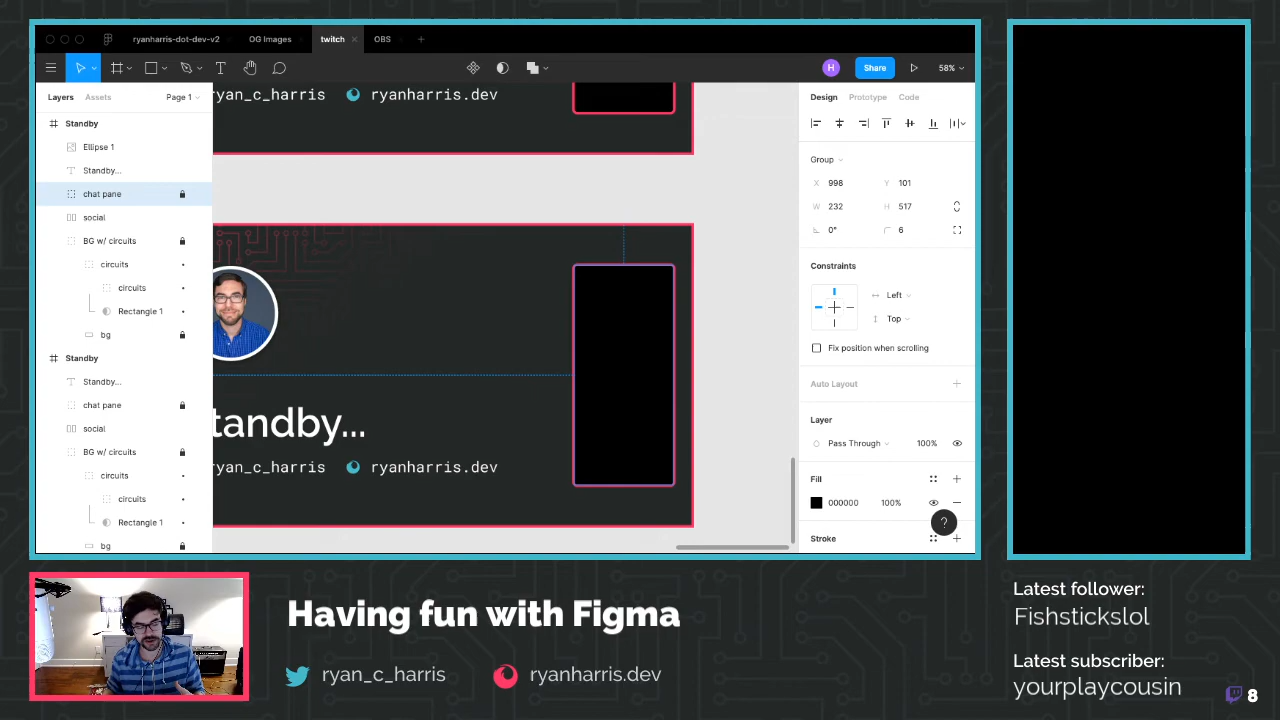 ryanharris-dot-dev-v2
OG Images
twitch
OBS
H
Share
58%
Layers
Assets
Page 1
Standby
Ellipse 1
Standby...
chat pane
social
BG w/ circuits
circuits
circuits
Rectangle 1
bg
Standby
Standby...
chat pane
social
BG w/ circuits
circuits
circuits
Rectangle 1
bg
ryan_c_harris
ryanharris.dev
tandby...
ryan_c_harris
ryanharris.dev
Design
Prototype
Code
Group
X 998
Y 101
W 232
H 517
0°
6
Constraints
Left
Top
Fix position when scrolling
Auto Layout
Layer
Pass Through
100%
Fill
000000
100%
?
Stroke
Having fun with Figma
ryan_c_harris
ryanharris.dev
Latest follower:
Fishstickslol
Latest subscriber:
yourplaycousin
8